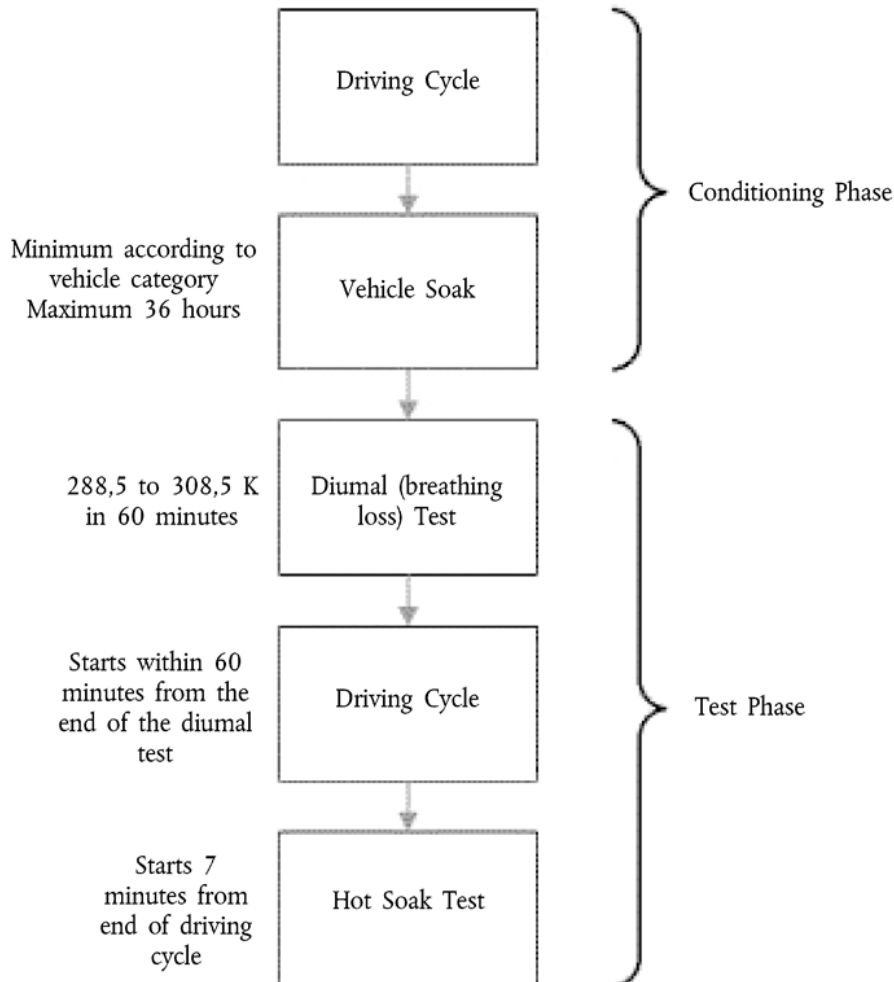 Driving Cycle
Conditioning Phase
Minimum according to
vehicle category
Maximum 36 hours
Vehicle Soak
288,5 to 308,5 K
in 60 minutes
Diumal (breathing
loss) Test
Starts within 60
minutes from the
end of the diumal
test
Driving Cycle
Test Phase
Starts 7
minutes from
end of driving
cycle
Hot Soak Test